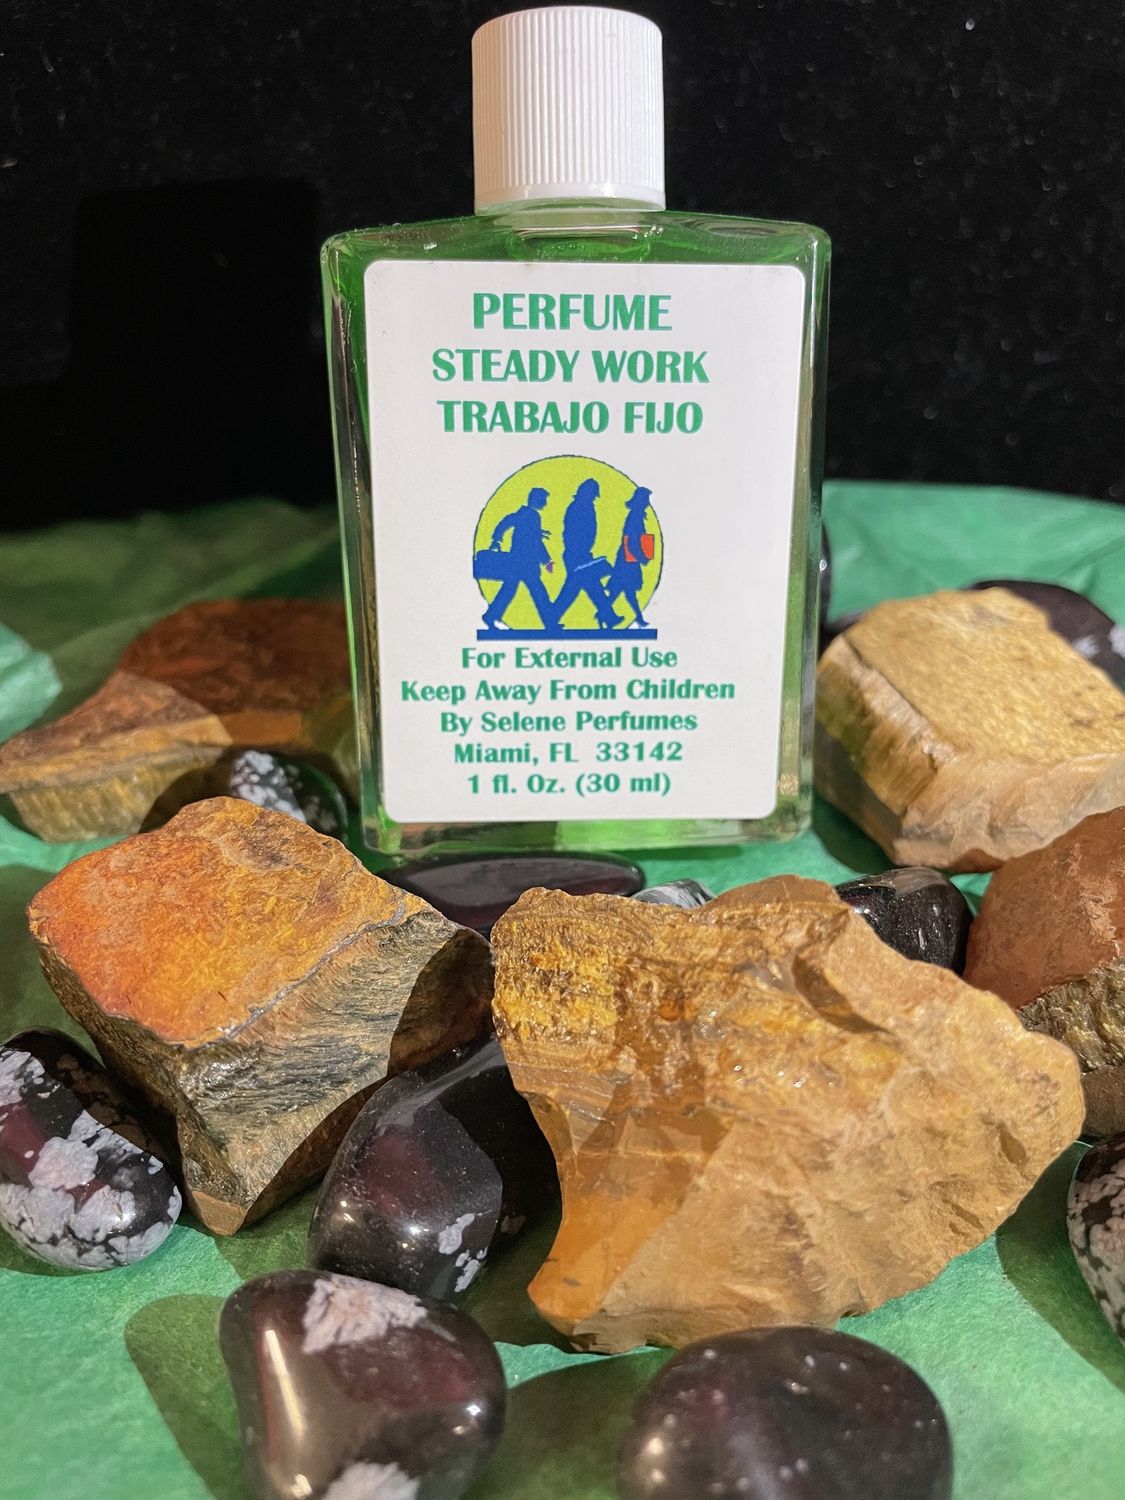 PERFUME
STEADY WORK
TRABAJO FIJO
For External Use
Keep Away From Children
By Selene Perfumes
Miami, FL 33142
1 fl. Oz. (30 ml)